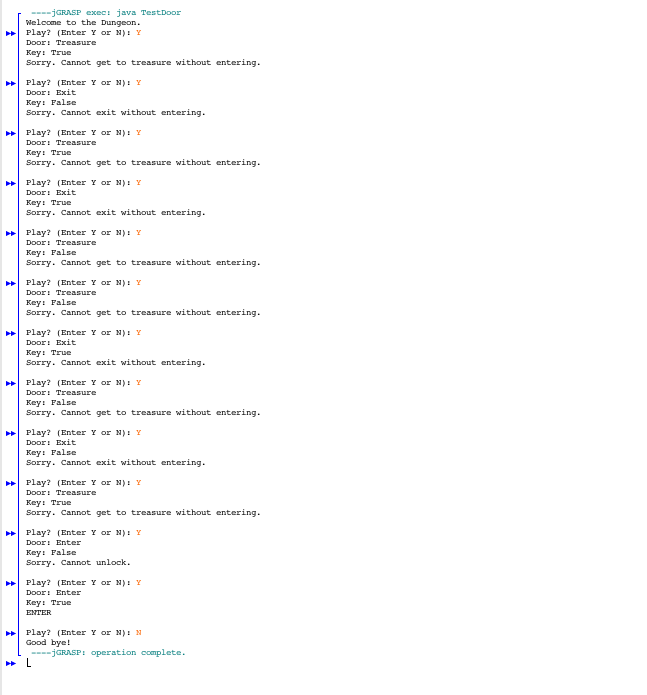 ----jGRASP exec: java TestDoor
Welcome to the Dungeon.
Play? (Enter Y or N): Y
Door: Treasure
Key: True
Sorry. Cannot get to treasure without entering.
Play? (Enter Y or N): Y
Door: Exit
Key: False
Sorry. Cannot exit without entering.
Play? (Enter Y or N): Y
Door: Treasure
Key: True
Sorry. Cannot get to treasure without entering.
Play? (Enter Y or N): Y
Door: Exit
Key: True
Sorry. Cannot exit without entering.
Play? (Enter Y or N): Y
Door: Treasure
Key: False
Sorry. Cannot get to treasure without entering.
Play? (Enter Y or N): Y
Door: Treasure
Key: False
Sorry. Cannot get to treasure without entering.
Play? (Enter Y or N): Y
Door: Exit
Key: True
Sorry. Cannot exit without entering.
Play? (Enter Y or N): Y
Door: Treasure
Key: False
Sorry. Cannot get to treasure without entering.
Play? (Enter Y or N): Y
Door: Exit
Key: False
Sorry. Cannot exit without entering.
Play? (Enter Y or N): Y
Door: Treasure
Key: True
Sorry. Cannot get to treasure without entering.
Play? (Enter Y or N): Y
Door: Enter
Key: False
Sorry. Cannot unlock.
Play? (Enter Y or N): Y
Door: Enter
Key: True
ENTER
Play? (Enter Y or N): N
Good bye!
----jGRASP: operation complete.